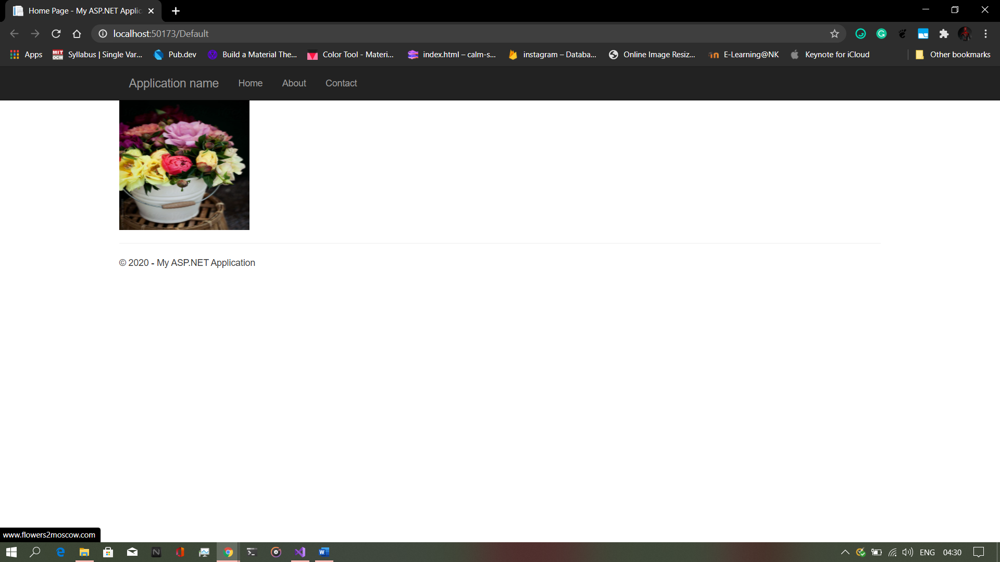 Home Page - My ASP.NET Applic
localhost:50173/Default
Apps
MIT OCW
Syllabus | Single Var...
Pub.dev
Build a Material The...
Color Tool - Materi...
index.html – calm-s...
instagram – Databa...
Online Image Resiz...
E-Learning@NK
Keynote for iCloud
Other bookmarks
Application name
Home
About
Contact
© 2020 - My ASP.NET Application
www.flowers2moscow.com
ENG
04:30